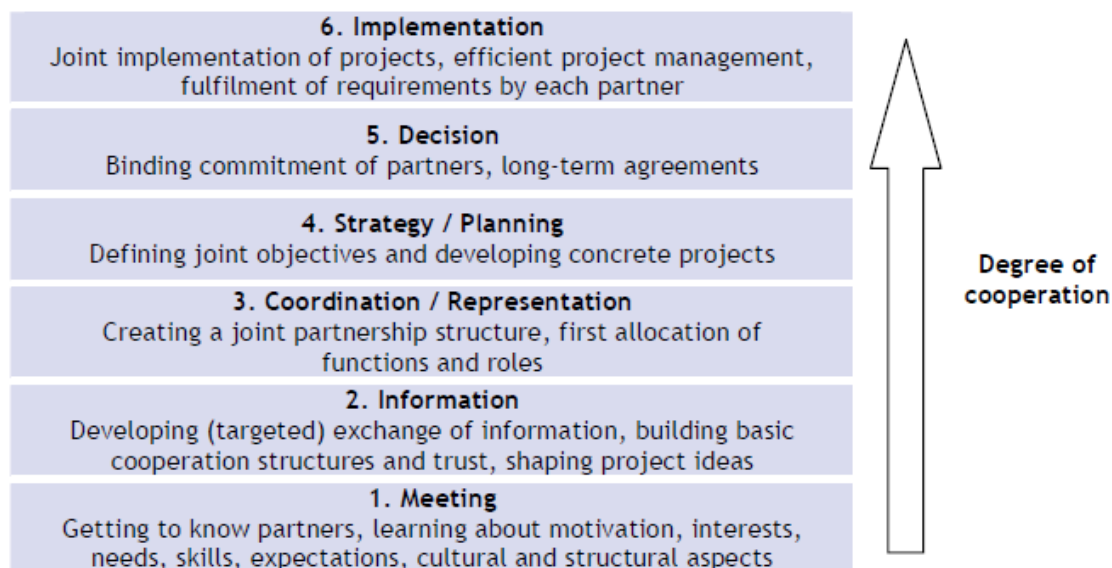 6. Implementation
Joint implementation of projects, efficient project management,
fulfilment of requirements by each partner
5. Decision
Binding commitment of partners, long-term agreements
4. Strategy / Planning
Defining joint objectives and developing concrete projects
3. Coordination / Representation
Creating a joint partnership structure, first allocation of
functions and roles
2. Information
Developing (targeted) exchange of information, building basic
cooperation structures and trust, shaping project ideas
1. Meeting
Getting to know partners, learning about motivation, interests,
needs, skills, expectations, cultural and structural aspects
Degree of
cooperation